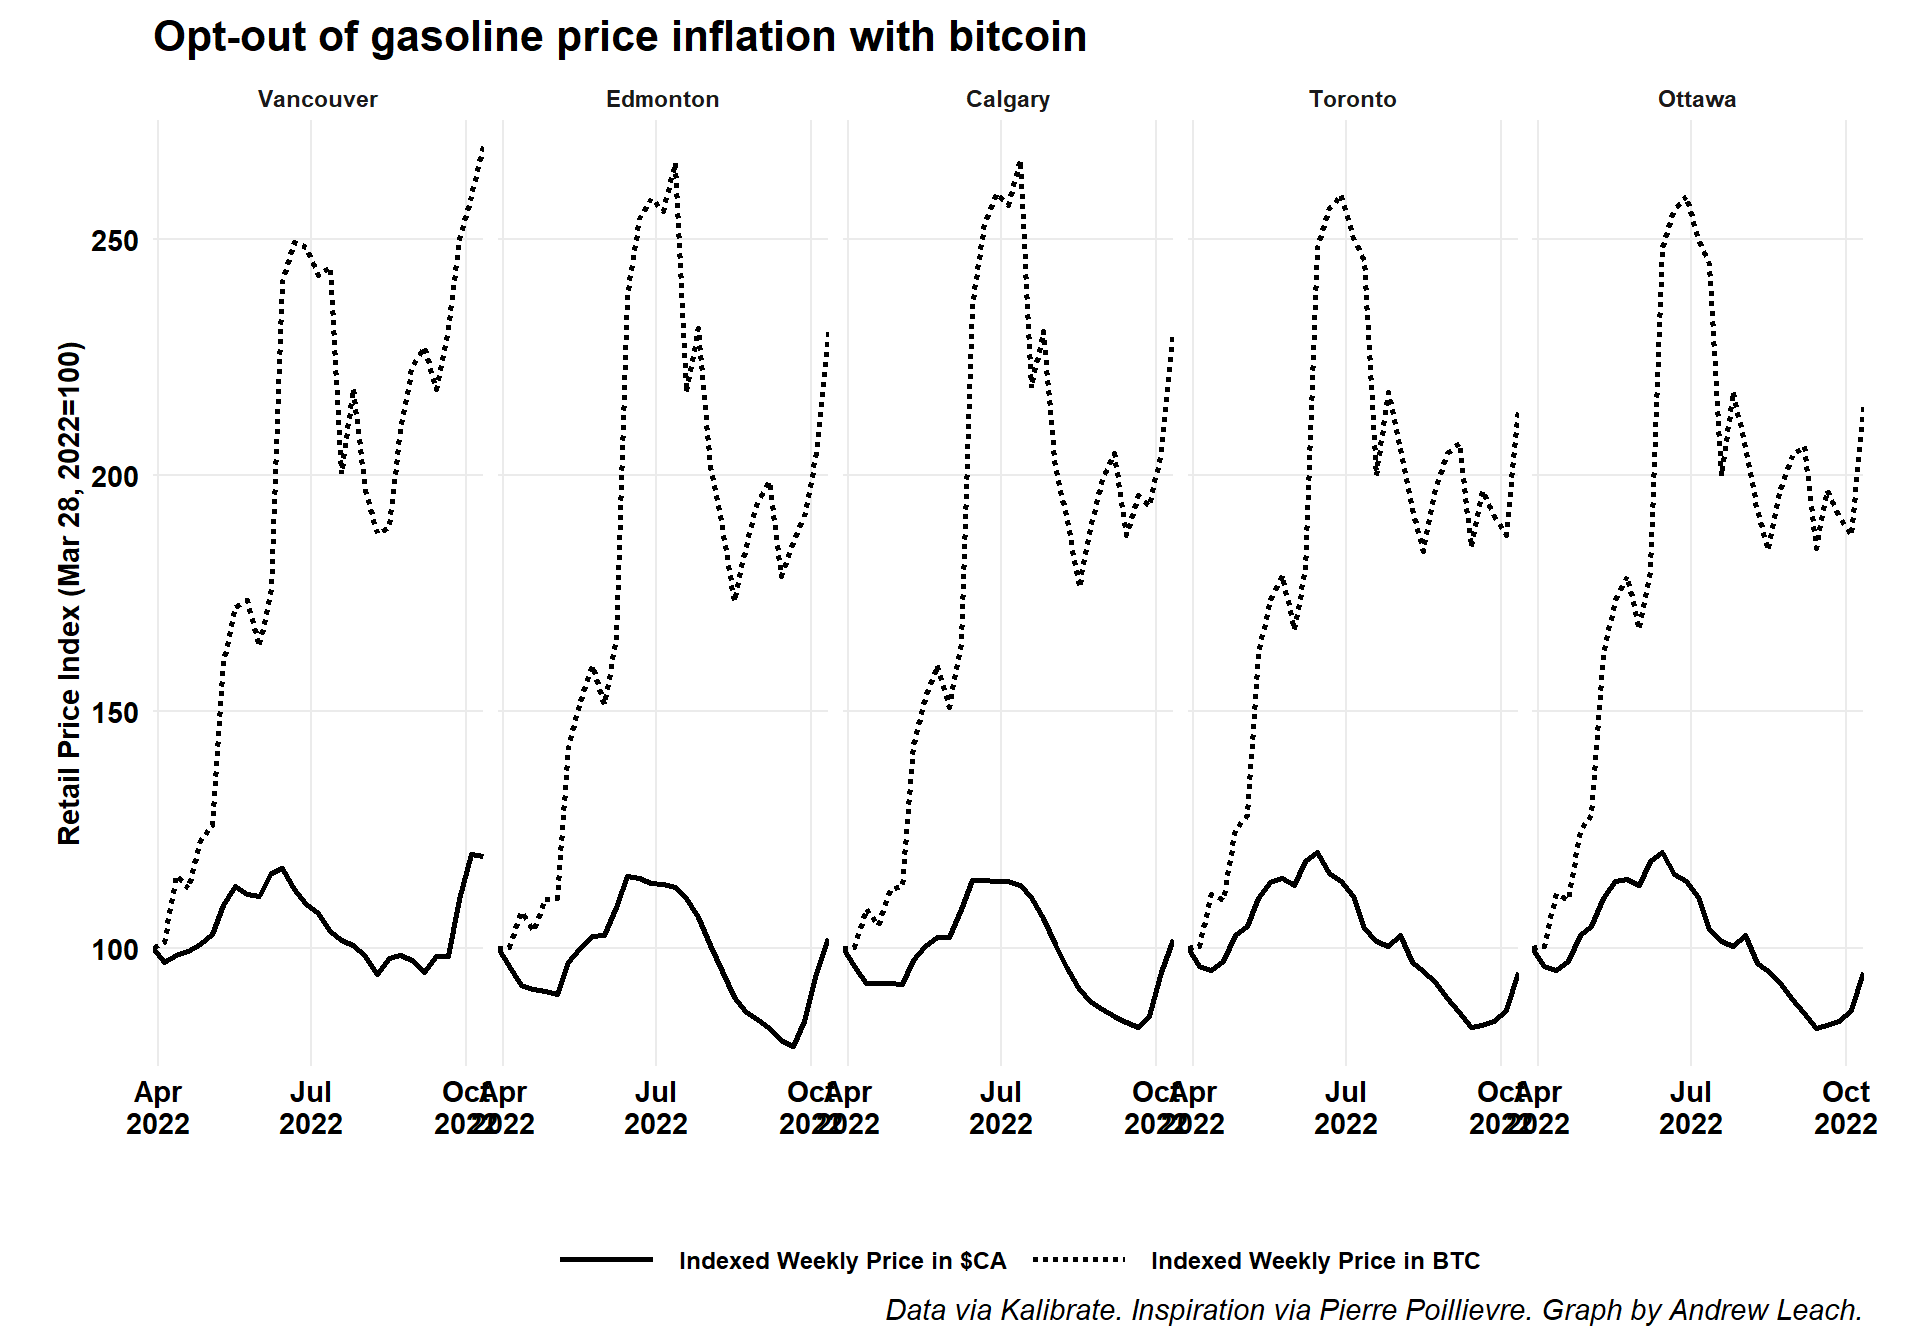 Opt-out of gasoline price inflation with bitcoin
Vancouver Edmonton Calgary Toronto Ottawa
Retail Price Index (Mar 28, 2022=100)
250
200
150
100
Apr Jul Oct Apr Jul Oct Apr Jul Oct Apr Jul Oct Apr Jul Oct
2022 2022 2022 2022 2022 2022 2022 2022 2022 2022 2022 2022 2022 2022 2022
Indexed Weekly Price in $CA Indexed Weekly Price in BTC
Data via Kalibrate. Inspiration via Pierre Poillievre. Graph by Andrew Leach.